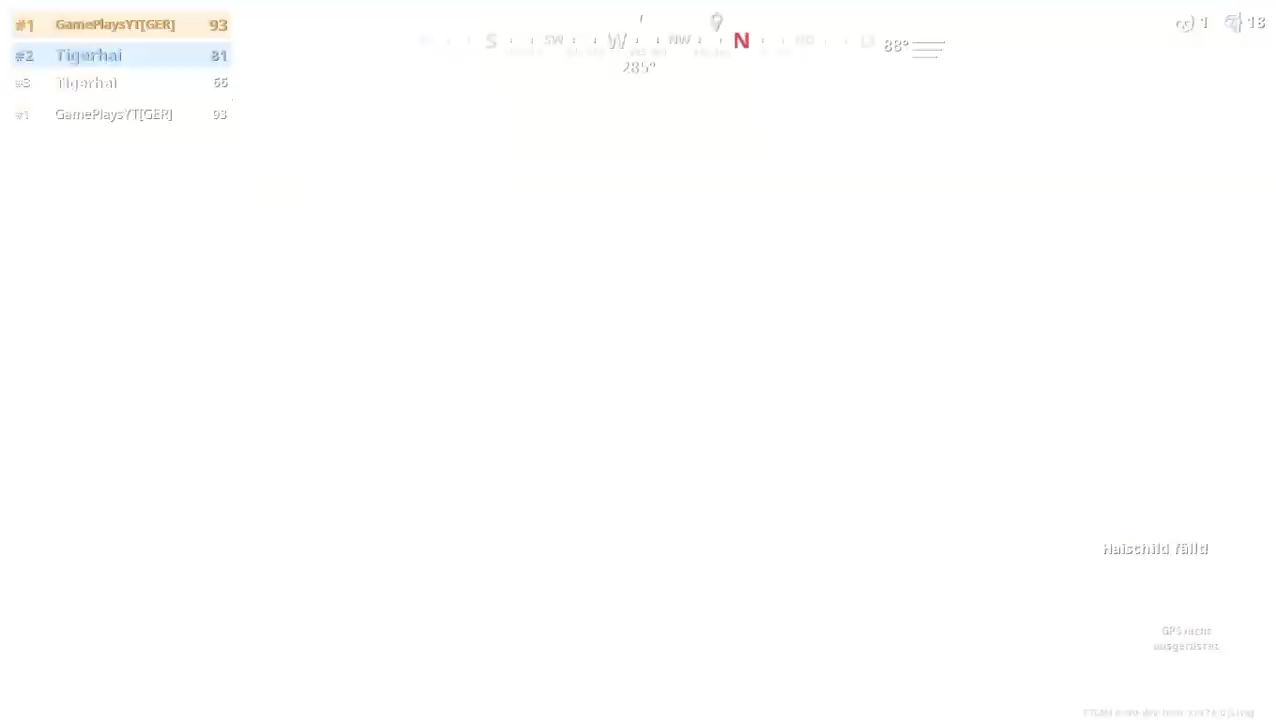 #1 GamePlaysYT[GER] 93
#2 Tigerhai 81
#3 Tigerhai 66
#1 GamePlaysYT[GER] 93
S SW W NW N
285°
88°
1 18
Haischild fällt!
GPS nicht
ausgerüstet